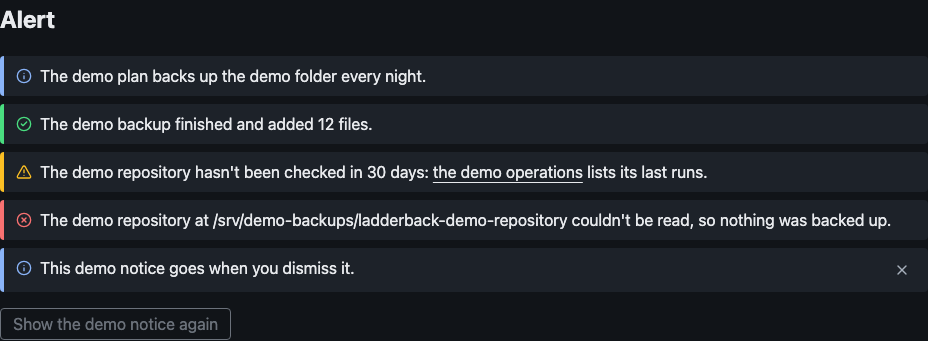 Alert
The demo plan backs up the demo folder every night.
The demo backup finished and added 12 files.
The demo repository hasn't been checked in 30 days: the demo operations lists its last runs.
The demo repository at /srv/demo-backups/ladderback-demo-repository couldn't be read, so nothing was backed up.
This demo notice goes when you dismiss it.
Show the demo notice again